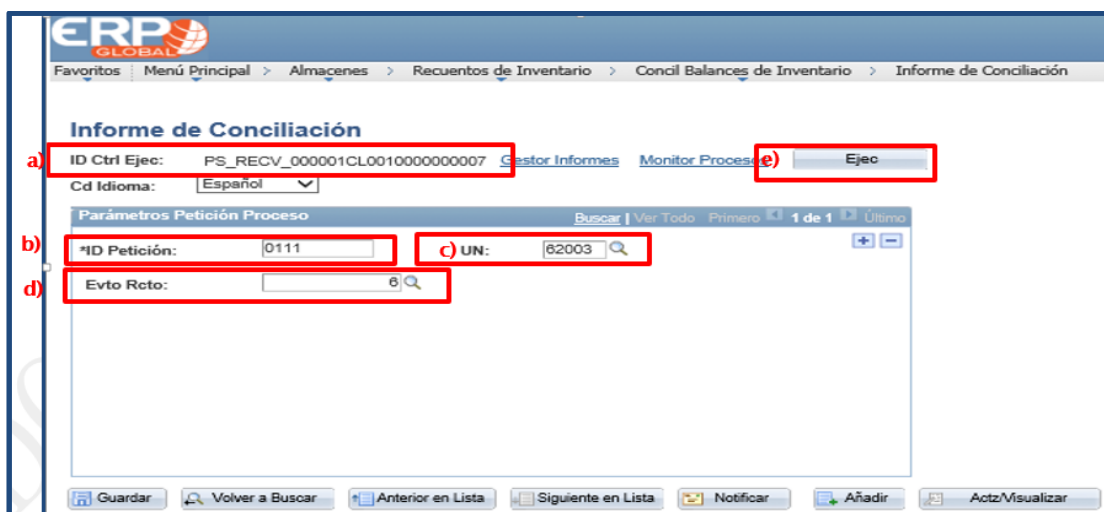 ERP
GLOBAL
Favoritos Menú Principal > Almacenes > Recuentos de Inventario > Concil Balances de Inventario > Informe de Conciliación
Informe de Conciliación
a) ID Ctrl Ejec: PS_RECV_000001CL0010000000007 Gestor Informes Monitor Procesos e) Ejec
Cd Idioma: Español
Parámetros Petición Proceso Buscar | Ver Todo Primero 1 de 1 Último
b) *ID Petición: 0111 c) UN: 62003
d) Evto Rcto: 6
Guardar Volver a Buscar Anterior en Lista Siguiente en Lista Notificar Añadir Actz/Visualizar